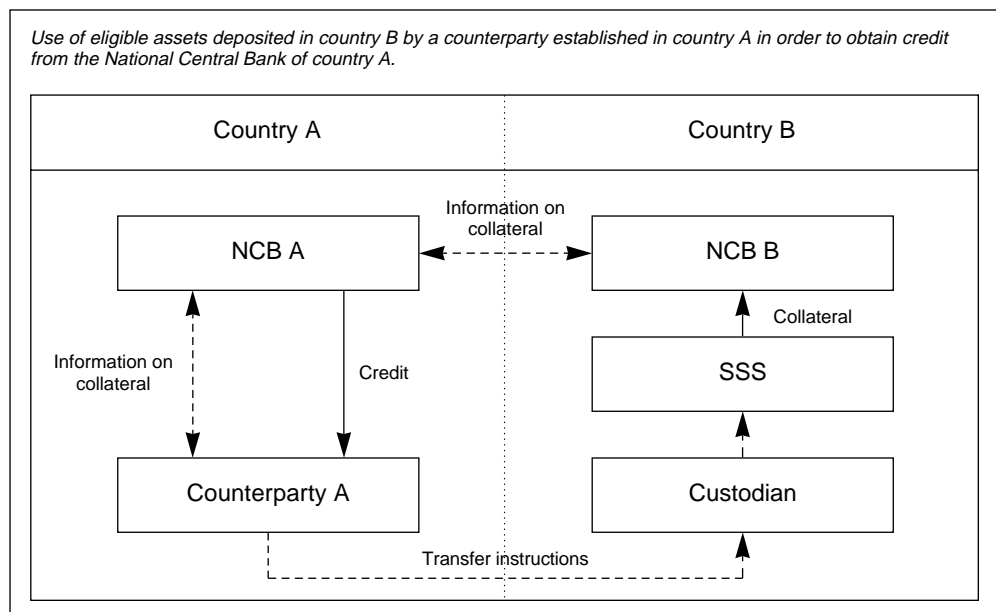 Use of eligible assets deposited in country B by a counterparty established in country A in order to obtain credit
from the National Central Bank of country A.
Country A
Country B
Information on
collateral
NCB A
NCB B
Collateral
Information on
collateral
Credit
SSS
Counterparty A
Custodian
Transfer instructions